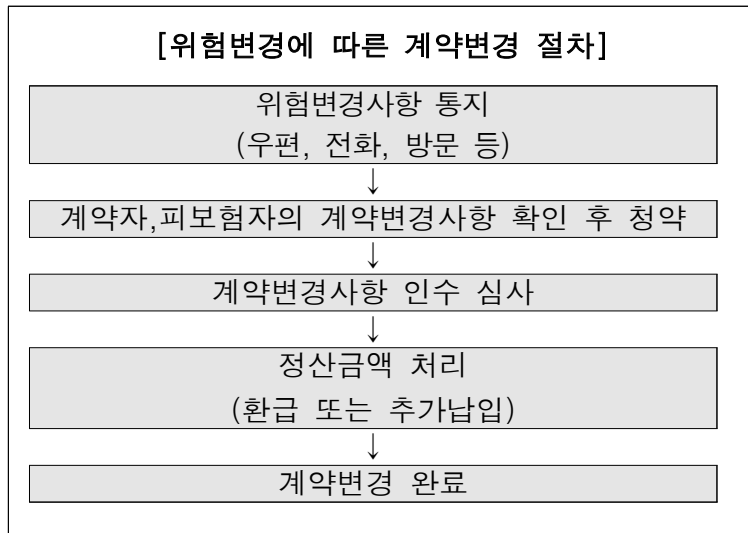 [위험변경에 따른 계약변경 절차]
위험변경사항 통지
(우편, 전화, 방문 등)
↓
계약자,피보험자의 계약변경사항 확인 후 청약
↓
계약변경사항 인수 심사
↓
정산금액 처리
(환급 또는 추가납입)
↓
계약변경 완료